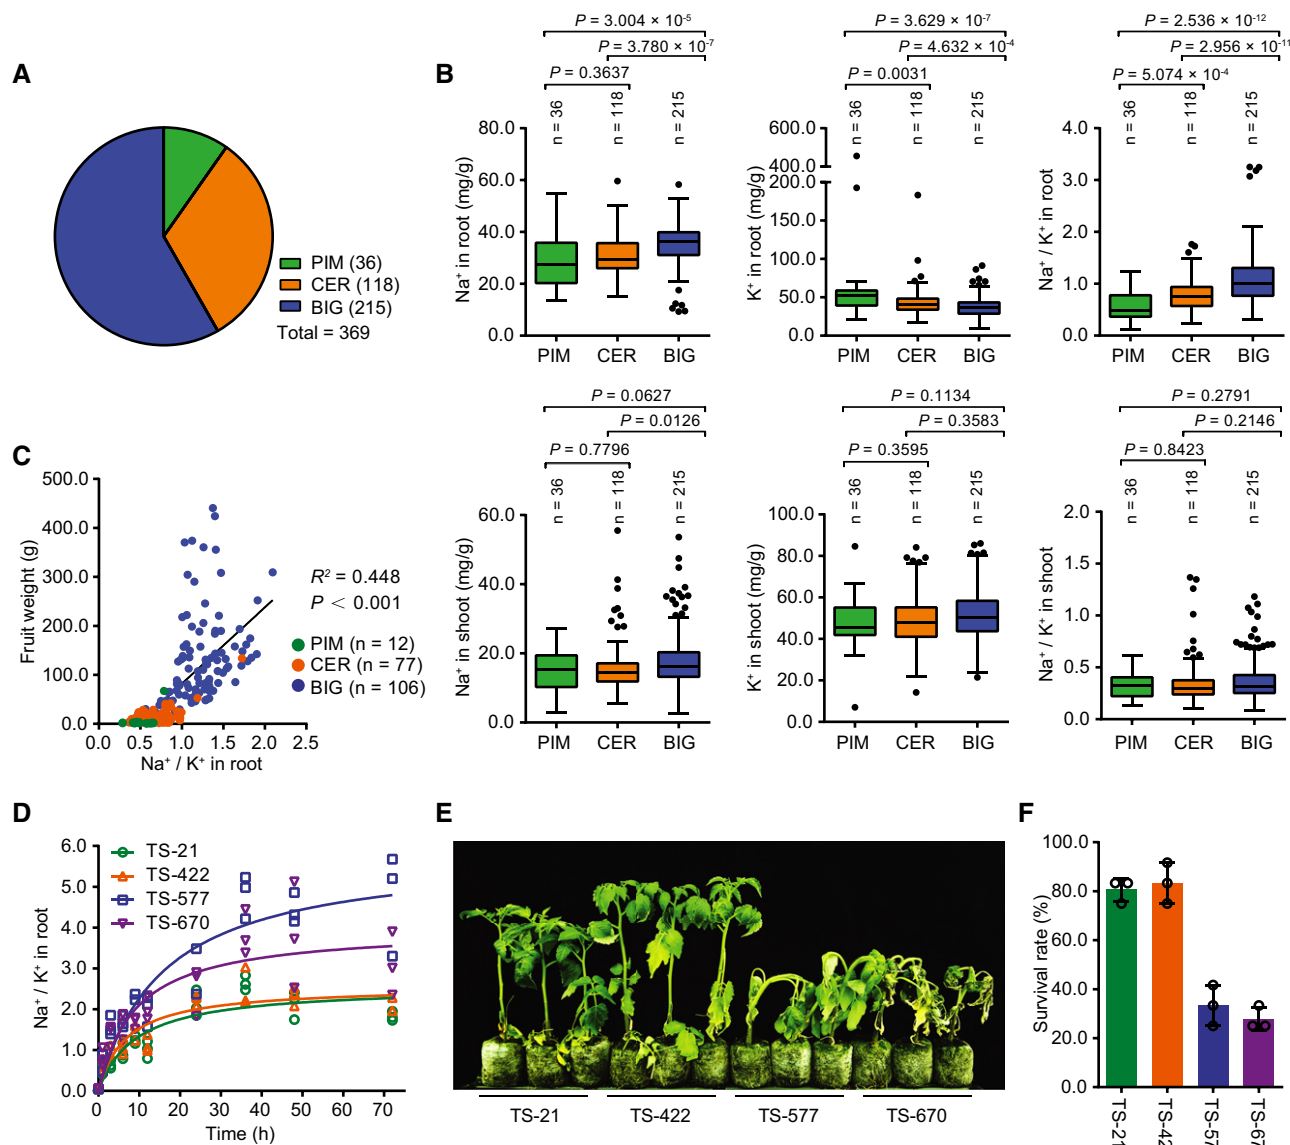 A
PIM (36)
CER (118)
BIG (215)
Total = 369
B
P = 3.004 × 10⁻⁵
P = 3.780 × 10⁻⁷
P = 0.3637
n = 36
n = 118
n = 215
Na⁺ in root (mg/g)
80.0
60.0
40.0
20.0
0.0
PIM CER BIG
P = 3.629 × 10⁻⁷
P = 4.632 × 10⁻⁴
P = 0.0031
n = 36
n = 118
n = 215
K⁺ in root (mg/g)
600.0
400.0
200.0
150.0
100.0
50.0
0.0
PIM CER BIG
P = 2.536 × 10⁻¹²
P = 2.956 × 10⁻¹¹
P = 5.074 × 10⁻⁴
n = 36
n = 118
n = 215
Na⁺ / K⁺ in root
4.0
3.0
2.0
1.0
0.0
PIM CER BIG
P = 0.0627
P = 0.0126
P = 0.7796
n = 36
n = 118
n = 215
Na⁺ in shoot (mg/g)
60.0
40.0
20.0
0.0
PIM CER BIG
P = 0.1134
P = 0.3583
P = 0.3595
n = 36
n = 118
n = 215
K⁺ in shoot (mg/g)
100.0
80.0
60.0
40.0
20.0
0.0
PIM CER BIG
P = 0.2791
P = 0.2146
P = 0.8423
n = 36
n = 118
n = 215
Na⁺ / K⁺ in shoot
2.0
1.5
1.0
0.5
0.0
PIM CER BIG
C
Fruit weight (g)
500.0
400.0
300.0
200.0
100.0
0.0
R² = 0.448
P < 0.001
PIM (n = 12)
CER (n = 77)
BIG (n = 106)
0.0 0.5 1.0 1.5 2.0 2.5
Na⁺ / K⁺ in root
D
Na⁺ / K⁺ in root
6.0
5.0
4.0
3.0
2.0
1.0
0.0
TS-21
TS-422
TS-577
TS-670
0 10 20 30 40 50 60 70
Time (h)
E
TS-21 TS-422 TS-577 TS-670
F
Survival rate (%)
100.0
80.0
60.0
40.0
20.0
0.0
TS-21
TS-42
TS-57
TS-67